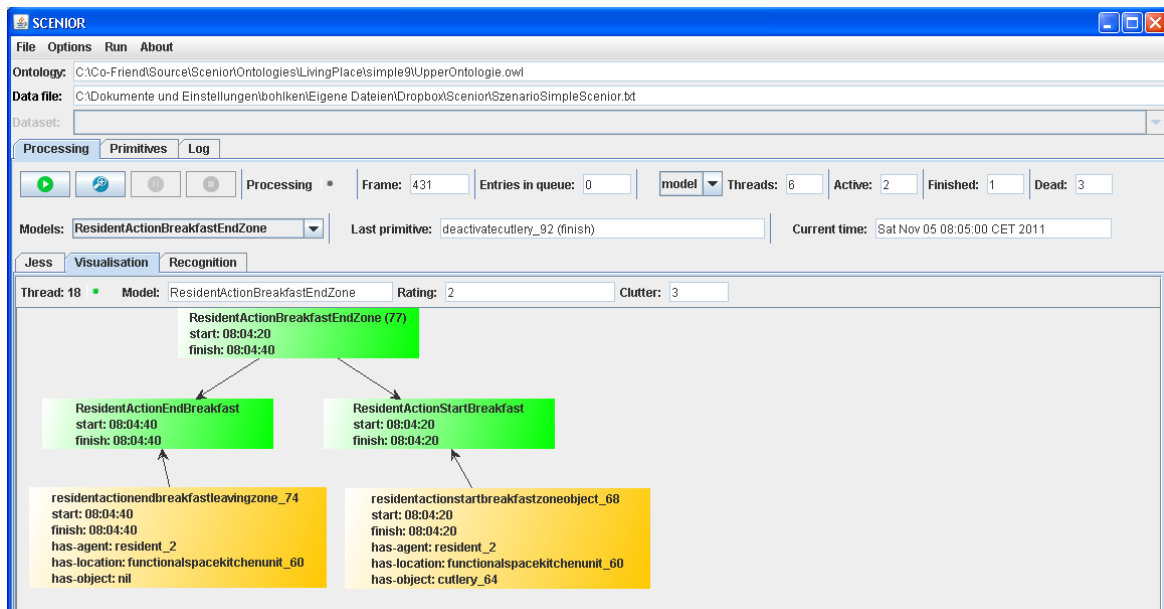 SCENIOR
File Options Run About
Ontology: C:\Co-Friend\Source\Scenior\Ontologies\LivingPlace\simple9\UpperOntologie.owl
Data file: C:\Dokumente und Einstellungen\bohlken\Eigene Dateien\Dropbox\Scenior\SzenarioSimpleScenior.txt
Dataset:
Processing Primitives Log
Processing Frame: 431 Entries in queue: 0 model Threads: 6 Active: 2 Finished: 1 Dead: 3
Models: ResidentActionBreakfastEndZone Last primitive: deactivatecutlery_92 (finish) Current time: Sat Nov 05 08:05:00 CET 2011
Jess Visualisation Recognition
Thread: 18 Model: ResidentActionBreakfastEndZone Rating: 2 Clutter: 3
ResidentActionBreakfastEndZone (77)
start: 08:04:20
finish: 08:04:40
ResidentActionEndBreakfast
start: 08:04:40
finish: 08:04:40
ResidentActionStartBreakfast
start: 08:04:20
finish: 08:04:20
residentactionendbreakfastleavingzone_74
start: 08:04:40
finish: 08:04:40
has-agent: resident_2
has-location: functionalspacekitchenunit_60
has-object: nil
residentactionstartbreakfastzoneobject_68
start: 08:04:20
finish: 08:04:20
has-agent: resident_2
has-location: functionalspacekitchenunit_60
has-object: cutlery_64